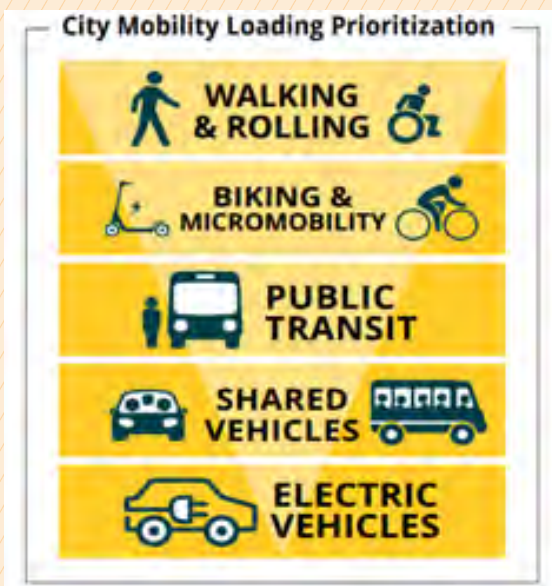 City Mobility Loading Prioritization
WALKING
& ROLLING
BIKING &
MICROMOBILITY
PUBLIC
TRANSIT
SHARED
VEHICLES
ELECTRIC
VEHICLES